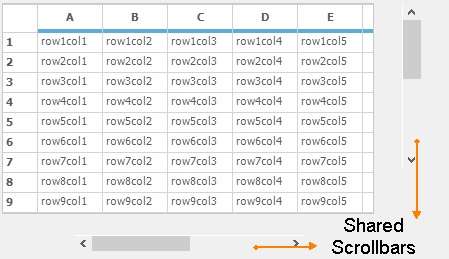 A B C D E
1 row1col1 row1col2 row1col3 row1col4 row1col5
2 row2col1 row2col2 row2col3 row2col4 row2col5
3 row3col1 row3col2 row3col3 row3col4 row3col5
4 row4col1 row4col2 row4col3 row4col4 row4col5
5 row5col1 row5col2 row5col3 row5col4 row5col5
6 row6col1 row6col2 row6col3 row6col4 row6col5
7 row7col1 row7col2 row7col3 row7col4 row7col5
8 row8col1 row8col2 row8col3 row8col4 row8col5
9 row9col1 row9col2 row9col3 row9col4 row9col5
Shared
Scrollbars